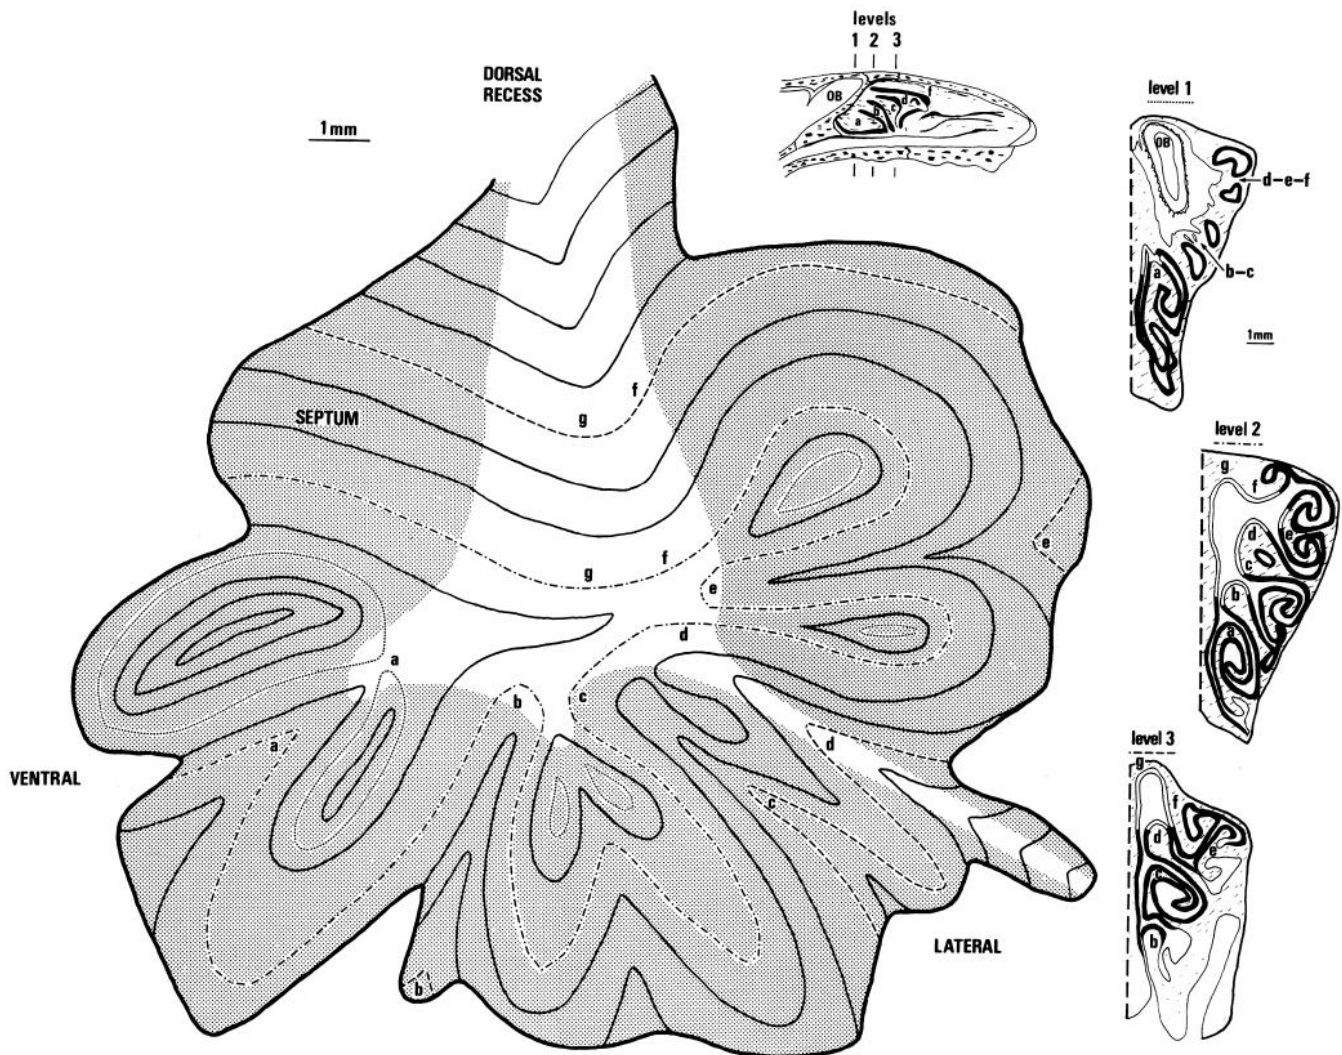 levels
1 2 3
DORSAL
RECESS
1mm
OB
a b c d
level 1
OB
d–e–f
b–c
a
1mm
f
g
SEPTUM
level 2
g
f
d
e
c
b
a
e
f
g
e
d
a
b
c
a
d
c
level 3
g
f
d
e
b
VENTRAL
LATERAL
b